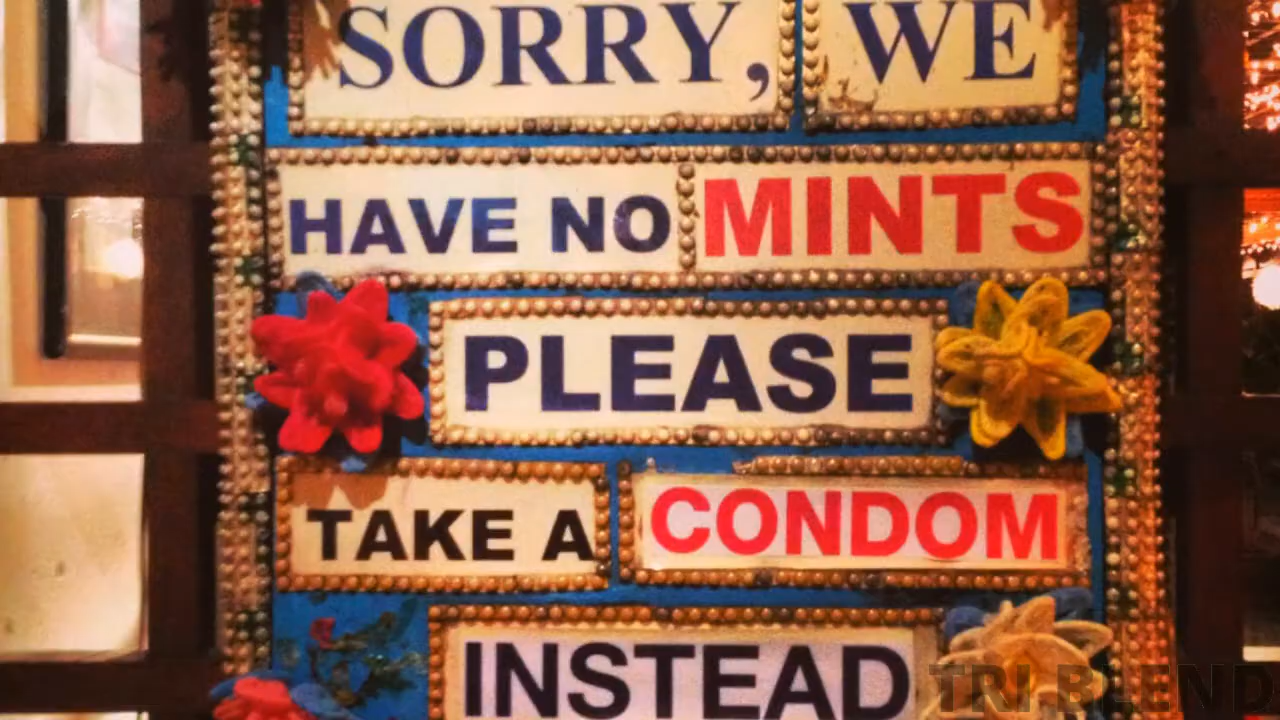 SORRY, WE
HAVE NO MINTS
PLEASE
TAKE A CONDOM
INSTEAD
TRI BLEND